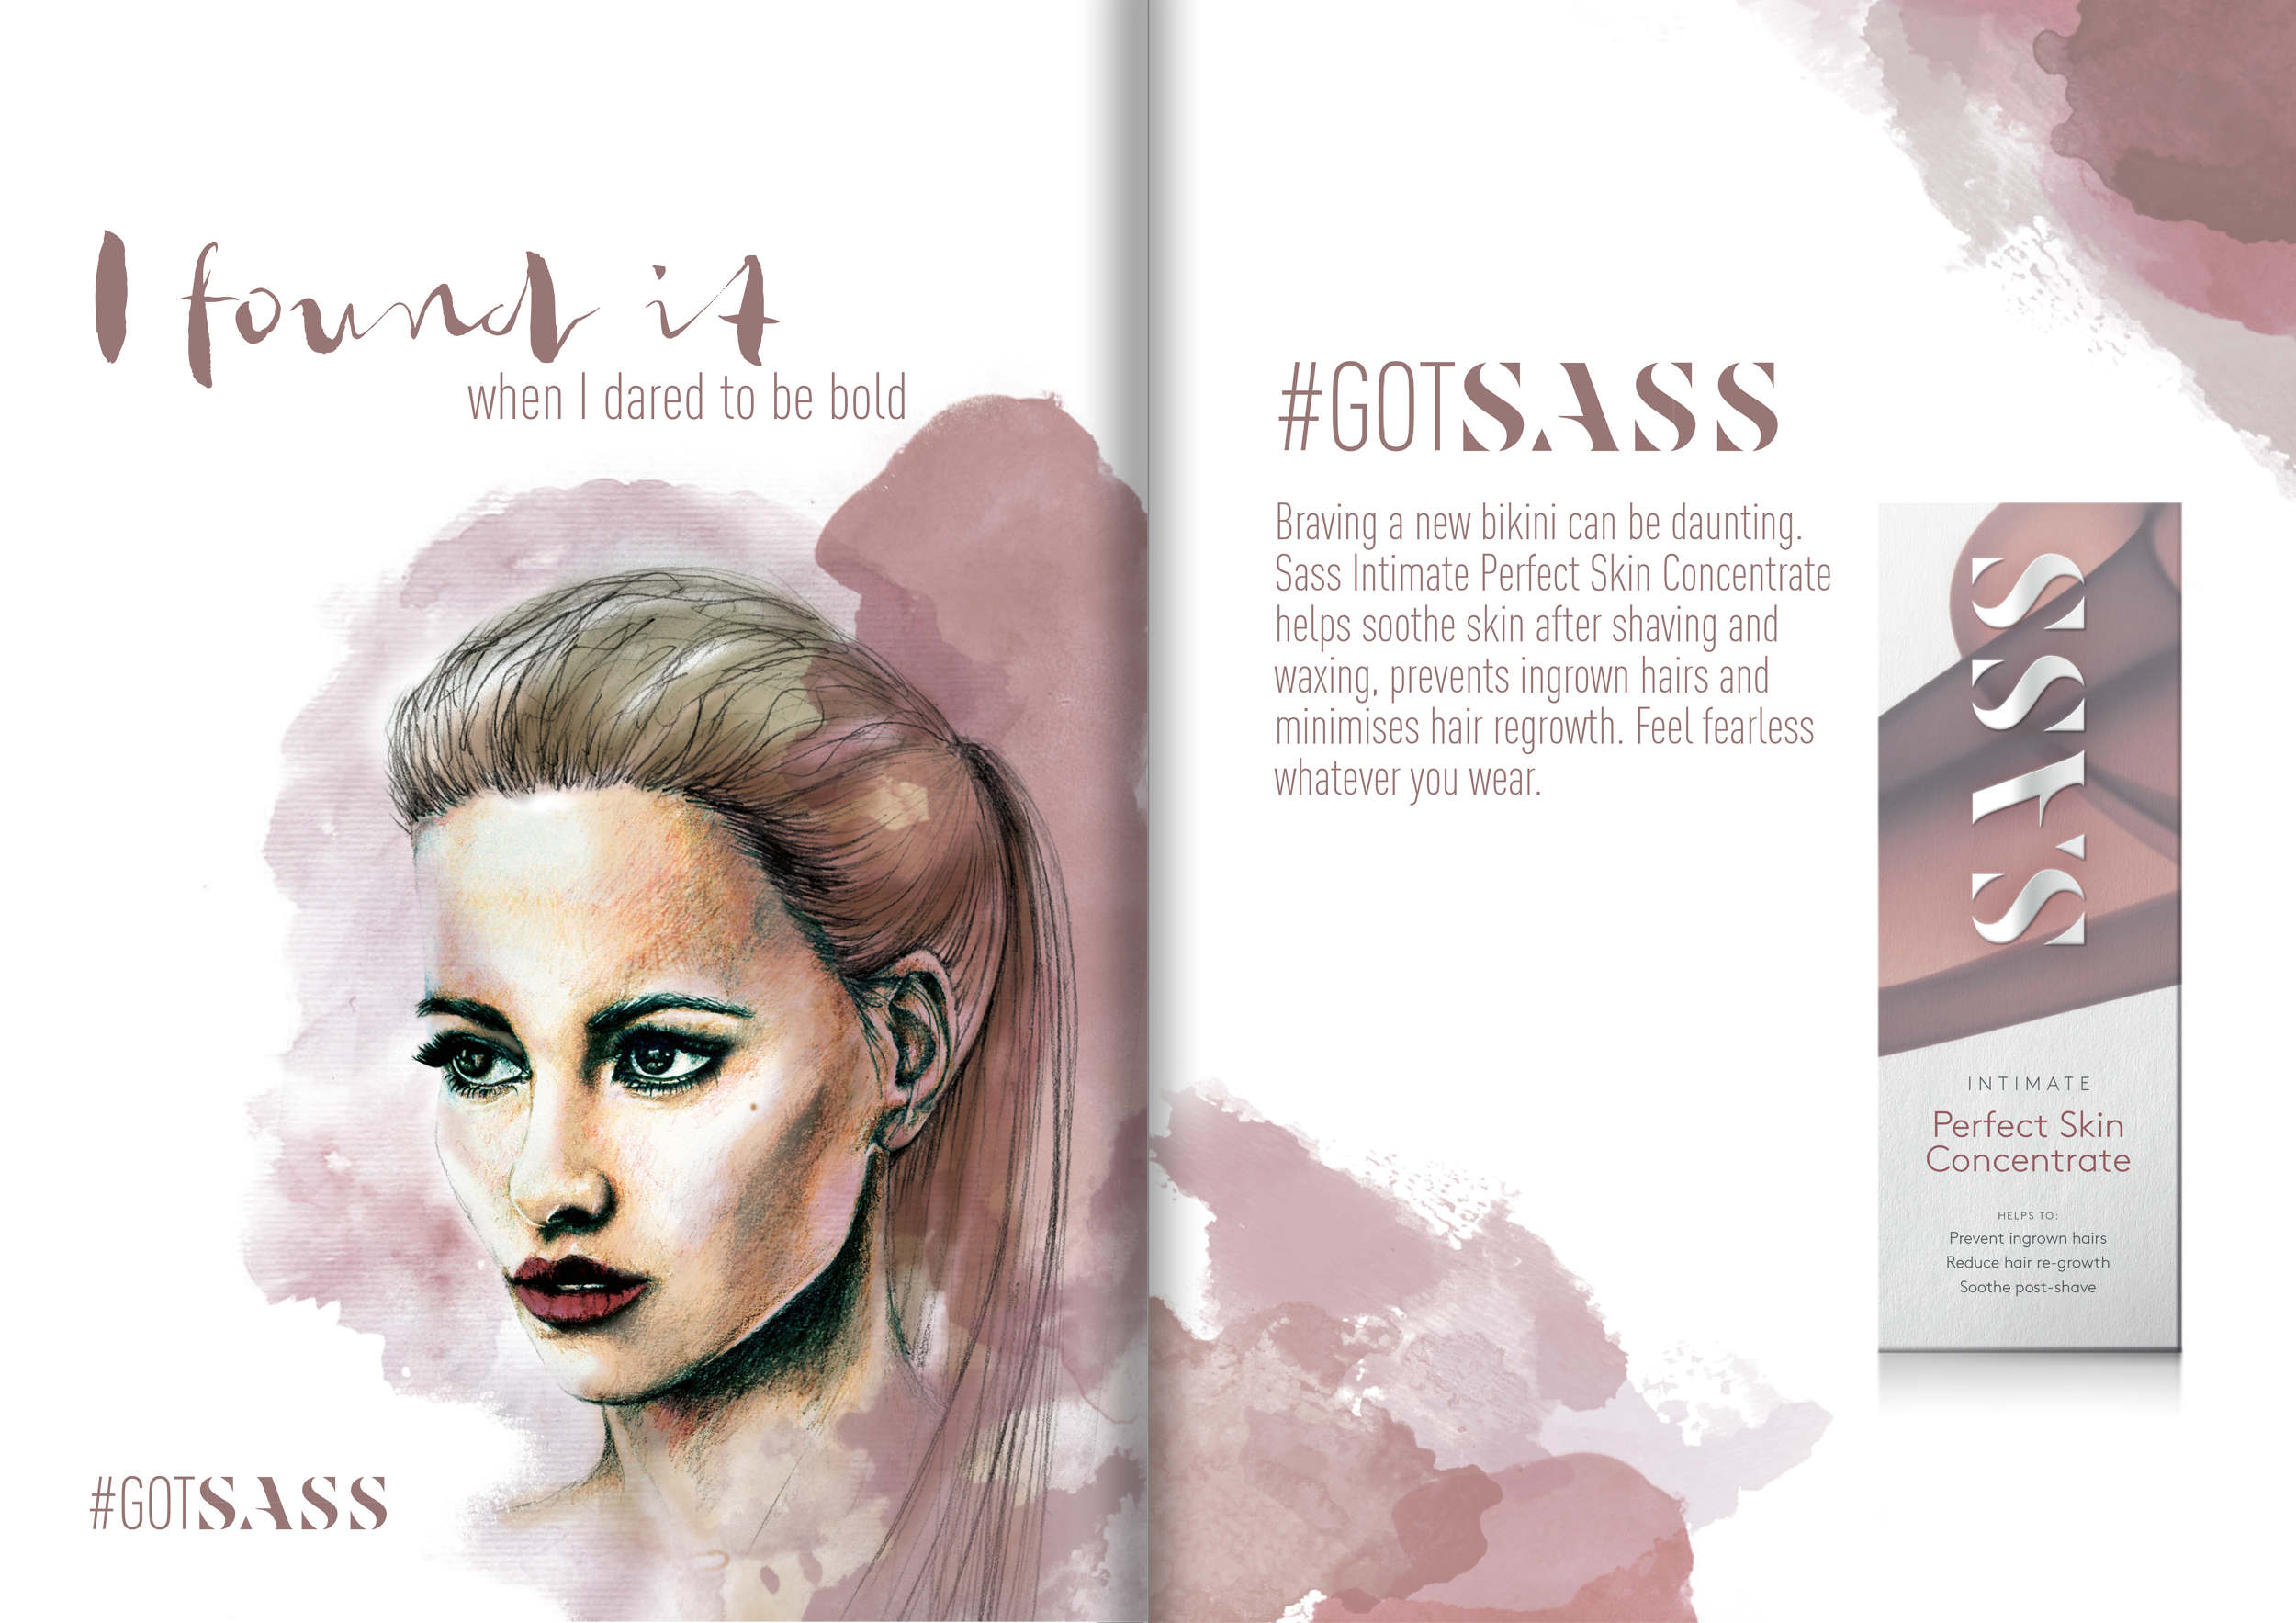 I found it
when I dared to be bold
#GOTSASS
#GOTSASS
Braving a new bikini can be daunting.
Sass Intimate Perfect Skin Concentrate
helps soothe skin after shaving and
waxing, prevents ingrown hairs and
minimises hair regrowth. Feel fearless
whatever you wear.
SASS
INTIMATE
Perfect Skin
Concentrate
HELPS TO:
Prevent ingrown hairs
Reduce hair re-growth
Soothe post-shave